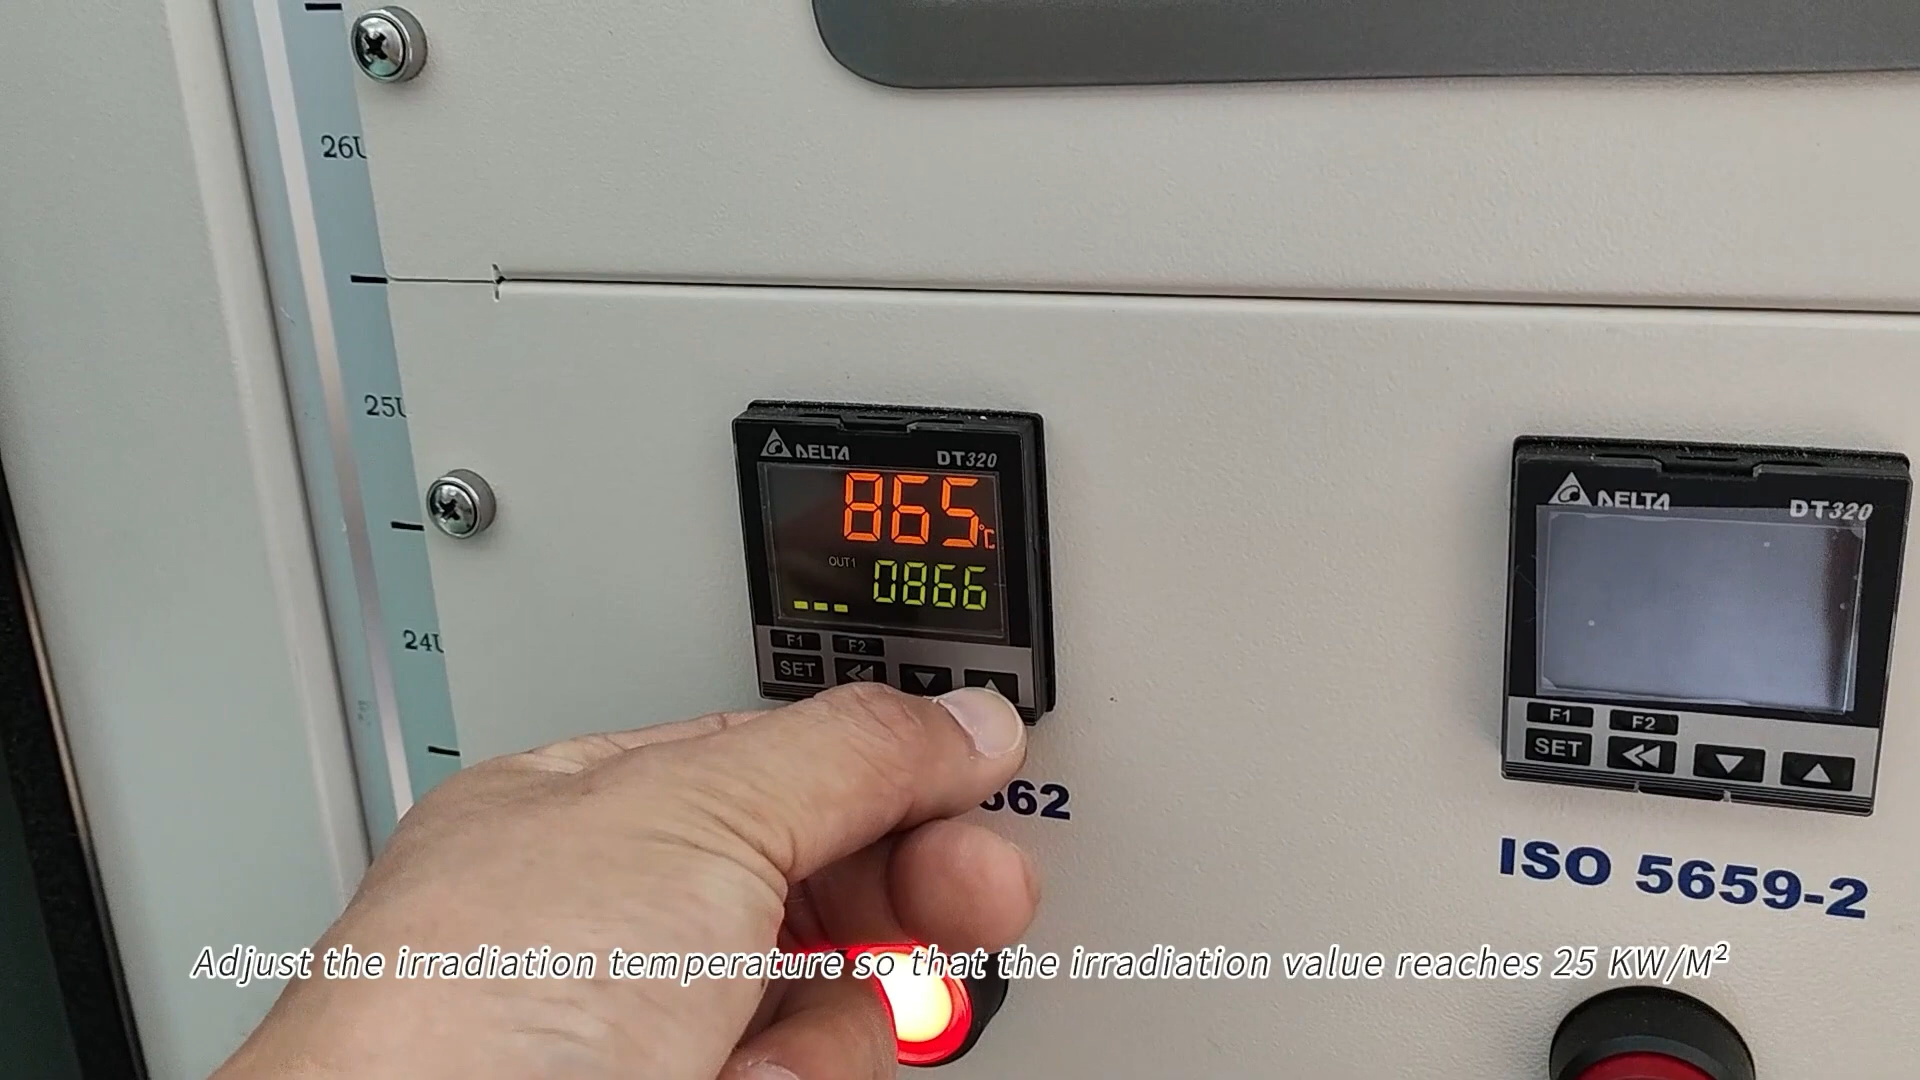 26U
25U
24U
DELTA
DT320
865°C
OUT1
0866
F1 F2
SET
662
DELTA
DT320
F1 F2
SET
ISO 5659-2
Adjust the irradiation temperature so that the irradiation value reaches 25 KW/M²